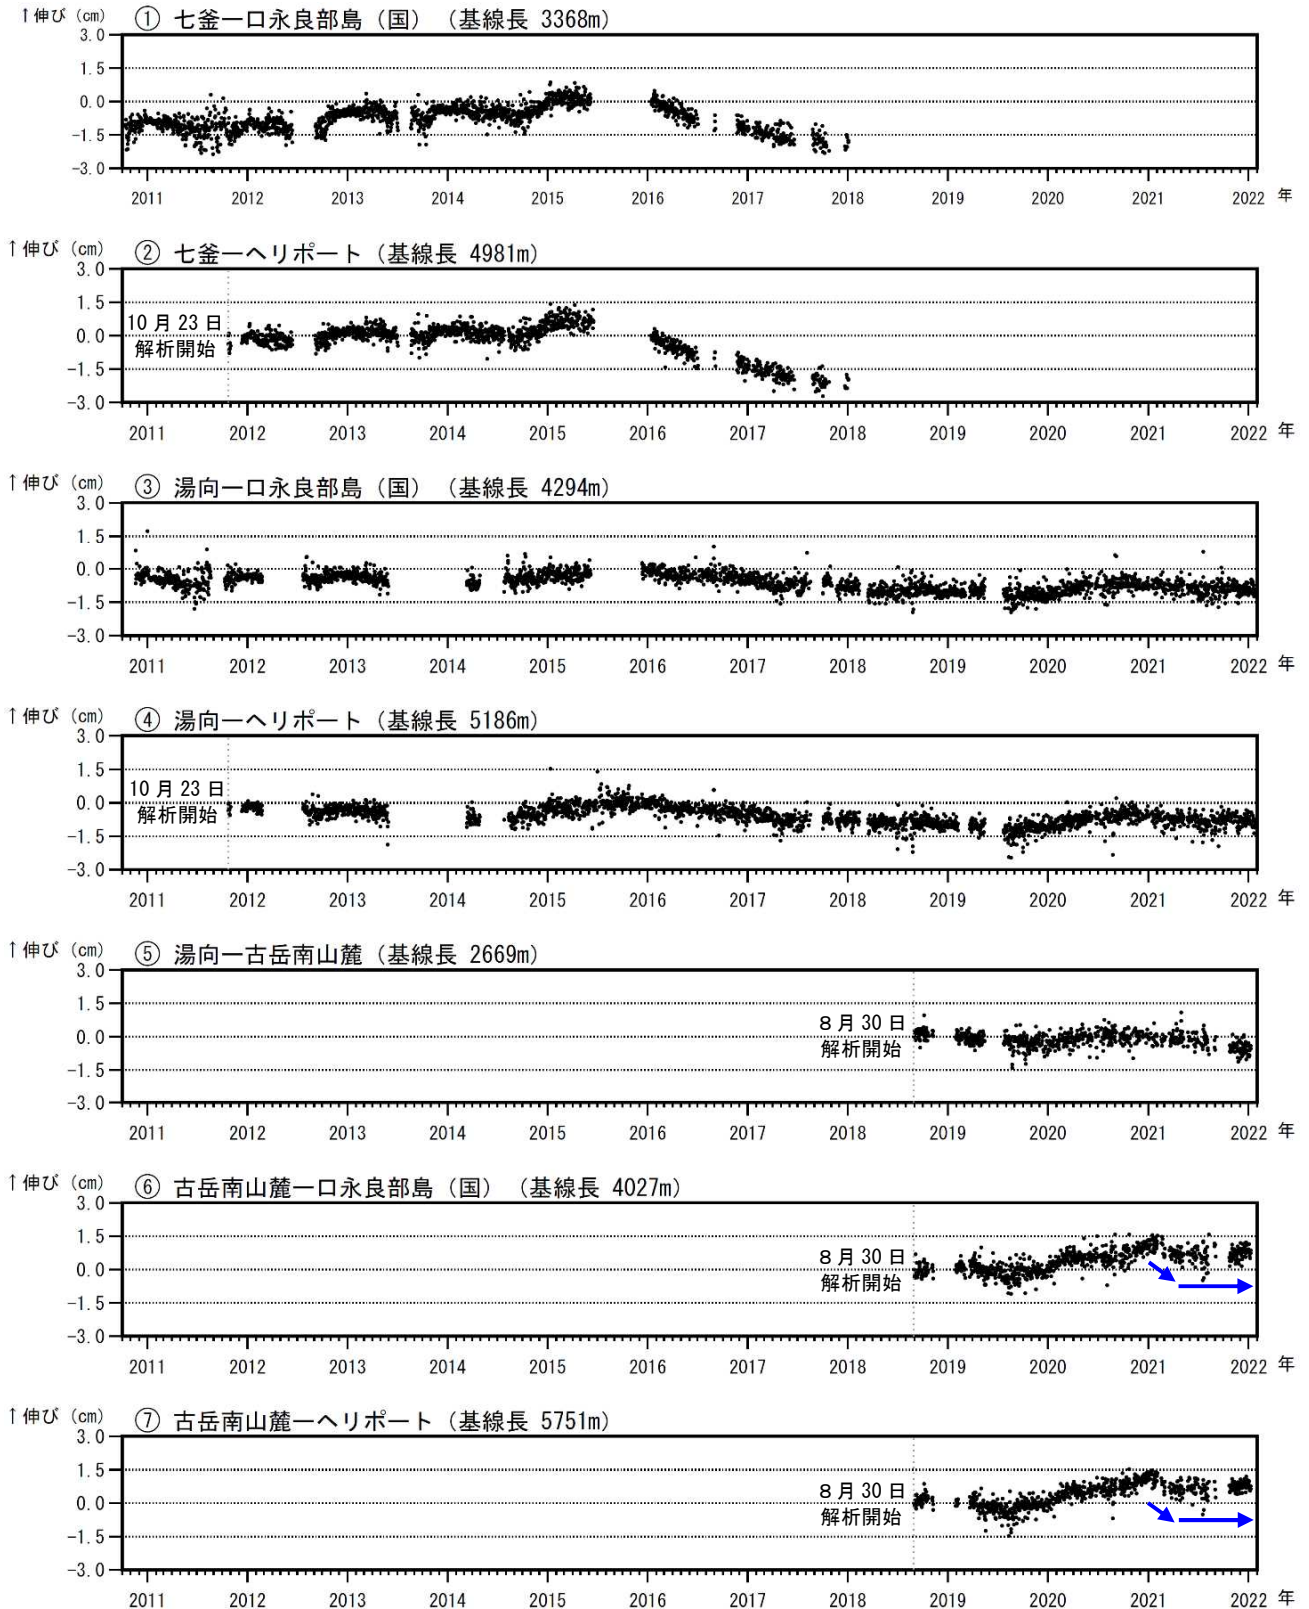 ↑伸び (cm) ① 七釜ー口永良部島（国）（基線長 3368m）
3.0
1.5
0.0
-1.5
-3.0
2011 2012 2013 2014 2015 2016 2017 2018 2019 2020 2021 2022 年
↑伸び (cm) ② 七釜ーヘリポート（基線長 4981m）
3.0
1.5
10月23日
0.0
解析開始
-1.5
-3.0
2011 2012 2013 2014 2015 2016 2017 2018 2019 2020 2021 2022 年
↑伸び (cm) ③ 湯向ー口永良部島（国）（基線長 4294m）
3.0
1.5
0.0
-1.5
-3.0
2011 2012 2013 2014 2015 2016 2017 2018 2019 2020 2021 2022 年
↑伸び (cm) ④ 湯向ーヘリポート（基線長 5186m）
3.0
1.5
10月23日
0.0
解析開始
-1.5
-3.0
2011 2012 2013 2014 2015 2016 2017 2018 2019 2020 2021 2022 年
↑伸び (cm) ⑤ 湯向ー古岳南山麓（基線長 2669m）
3.0
1.5
8月30日
0.0
解析開始
-1.5
-3.0
2011 2012 2013 2014 2015 2016 2017 2018 2019 2020 2021 2022 年
↑伸び (cm) ⑥ 古岳南山麓ー口永良部島（国）（基線長 4027m）
3.0
1.5
8月30日
0.0
解析開始
-1.5
-3.0
2011 2012 2013 2014 2015 2016 2017 2018 2019 2020 2021 2022 年
↑伸び (cm) ⑦ 古岳南山麓ーヘリポート（基線長 5751m）
3.0
1.5
8月30日
0.0
解析開始
-1.5
-3.0
2011 2012 2013 2014 2015 2016 2017 2018 2019 2020 2021 2022 年